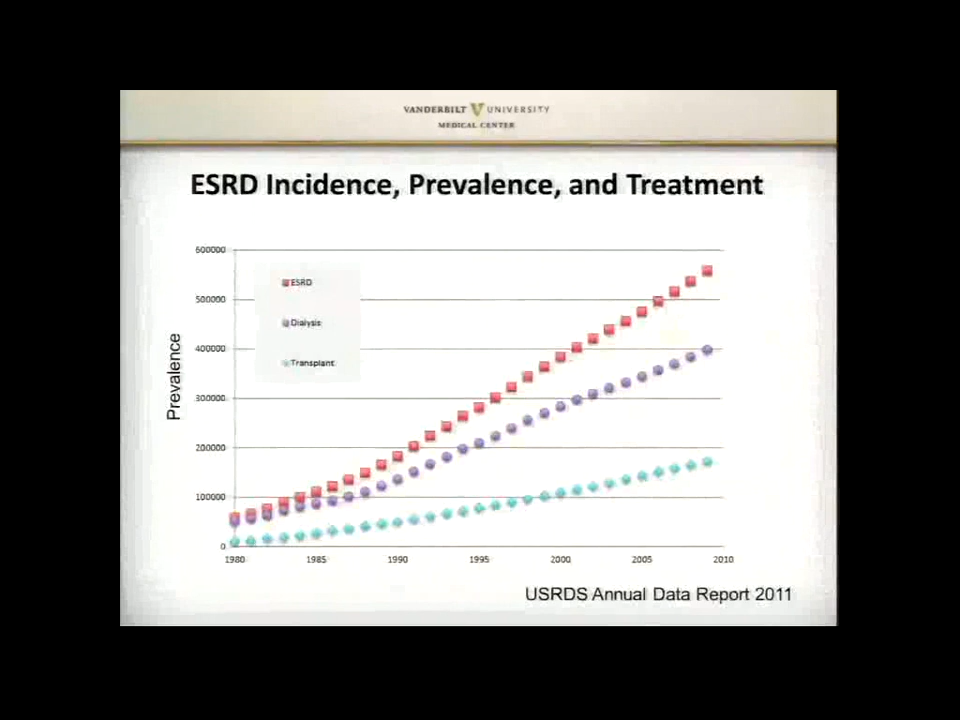 VANDERBILT V UNIVERSITY
MEDICAL CENTER
ESRD Incidence, Prevalence, and Treatment
Prevalence
600000
500000
400000
300000
200000
100000
0
ESRD
Dialysis
Transplant
1980 1985 1990 1995 2000 2005 2010
USRDS Annual Data Report 2011